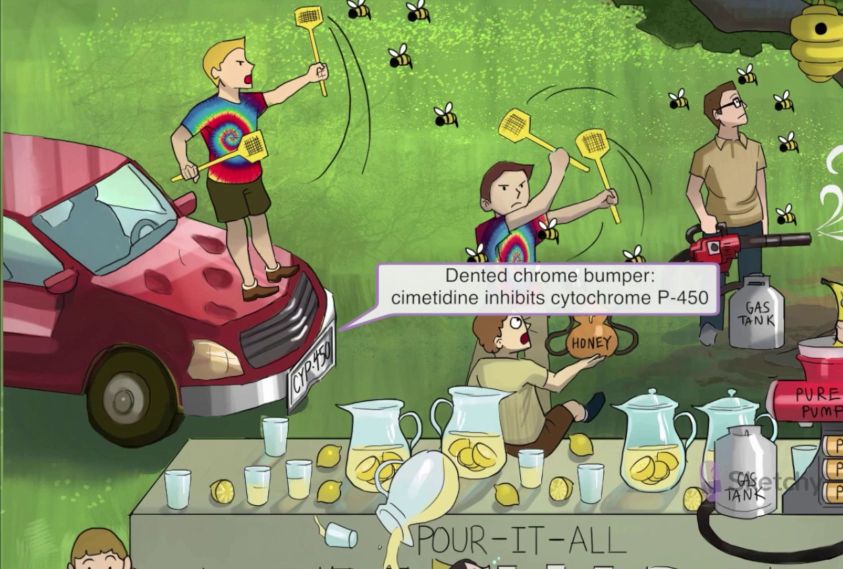 Dented chrome bumper:
cimetidine inhibits cytochrome P-450
GAS
TANK
HONEY
CYP-450
PURE
PUMP
GAS
TANK
Sketchy
POUR-IT-ALL